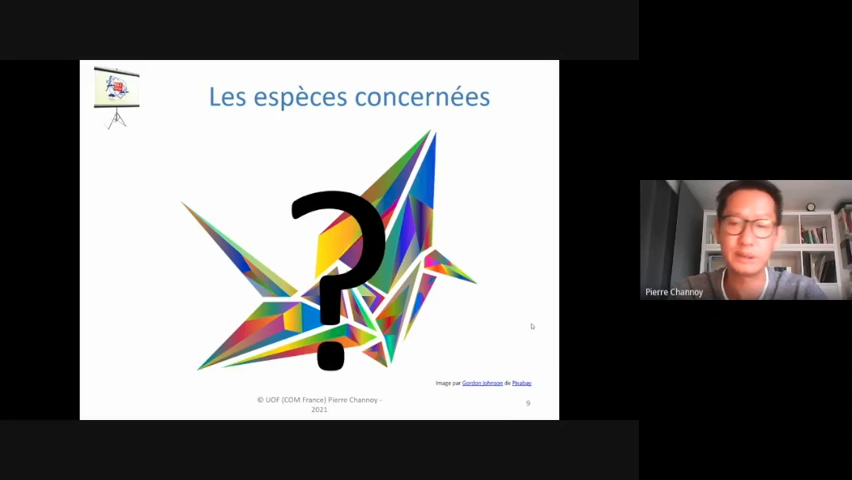 Les espèces concernées
?
Image par Gordon Johnson de Pixabay
© UOF (COM France) Pierre Channoy -
2021
9
Pierre Channoy